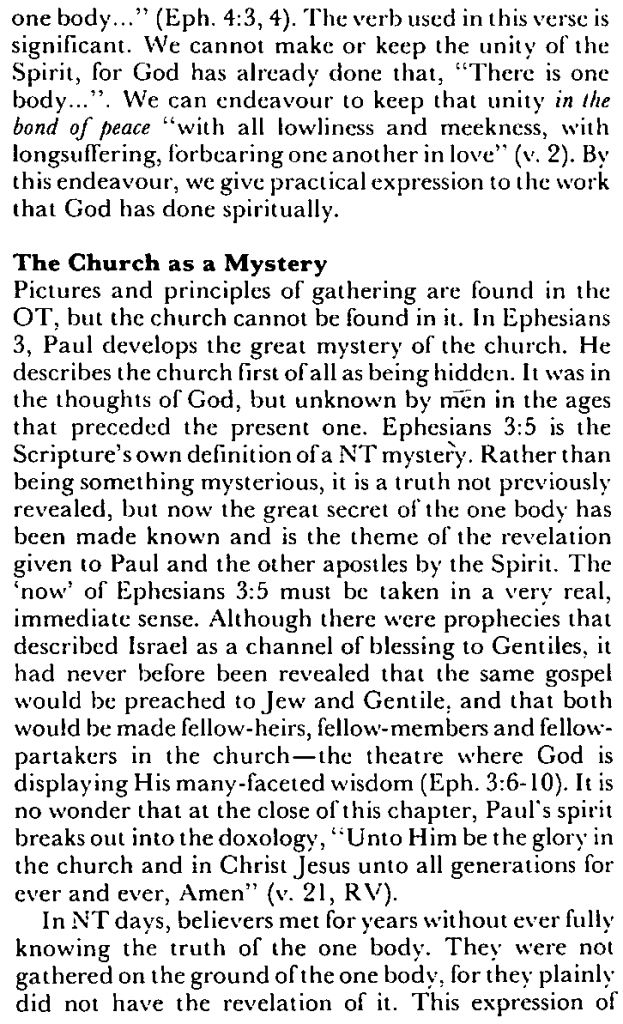 one body...” (Eph. 4:3, 4). The verb used in this verse is
significant. We cannot make or keep the unity of the
Spirit, for God has already done that, “There is one
body...”. We can endeavour to keep that unity in the
bond of peace “with all lowliness and meekness, with
longsuffering, forbearing one another in love” (v. 2). By
this endeavour, we give practical expression to the work
that God has done spiritually.
The Church as a Mystery
Pictures and principles of gathering are found in the
OT, but the church cannot be found in it. In Ephesians
3, Paul develops the great mystery of the church. He
describes the church first of all as being hidden. It was in
the thoughts of God, but unknown by men in the ages
that preceded the present one. Ephesians 3:5 is the
Scripture’s own definition of a NT mystery. Rather than
being something mysterious, it is a truth not previously
revealed, but now the great secret of the one body has
been made known and is the theme of the revelation
given to Paul and the other apostles by the Spirit. The
‘now’ of Ephesians 3:5 must be taken in a very real,
immediate sense. Although there were prophecies that
described Israel as a channel of blessing to Gentiles, it
had never before been revealed that the same gospel
would be preached to Jew and Gentile, and that both
would be made fellow-heirs, fellow-members and fellow-
partakers in the church—the theatre where God is
displaying His many-faceted wisdom (Eph. 3:6-10). It is
no wonder that at the close of this chapter, Paul’s spirit
breaks out into the doxology, “Unto Him be the glory in
the church and in Christ Jesus unto all generations for
ever and ever, Amen” (v. 21, RV).
In NT days, believers met for years without ever fully
knowing the truth of the one body. They were not
gathered on the ground of the one body, for they plainly
did not have the revelation of it. This expression of